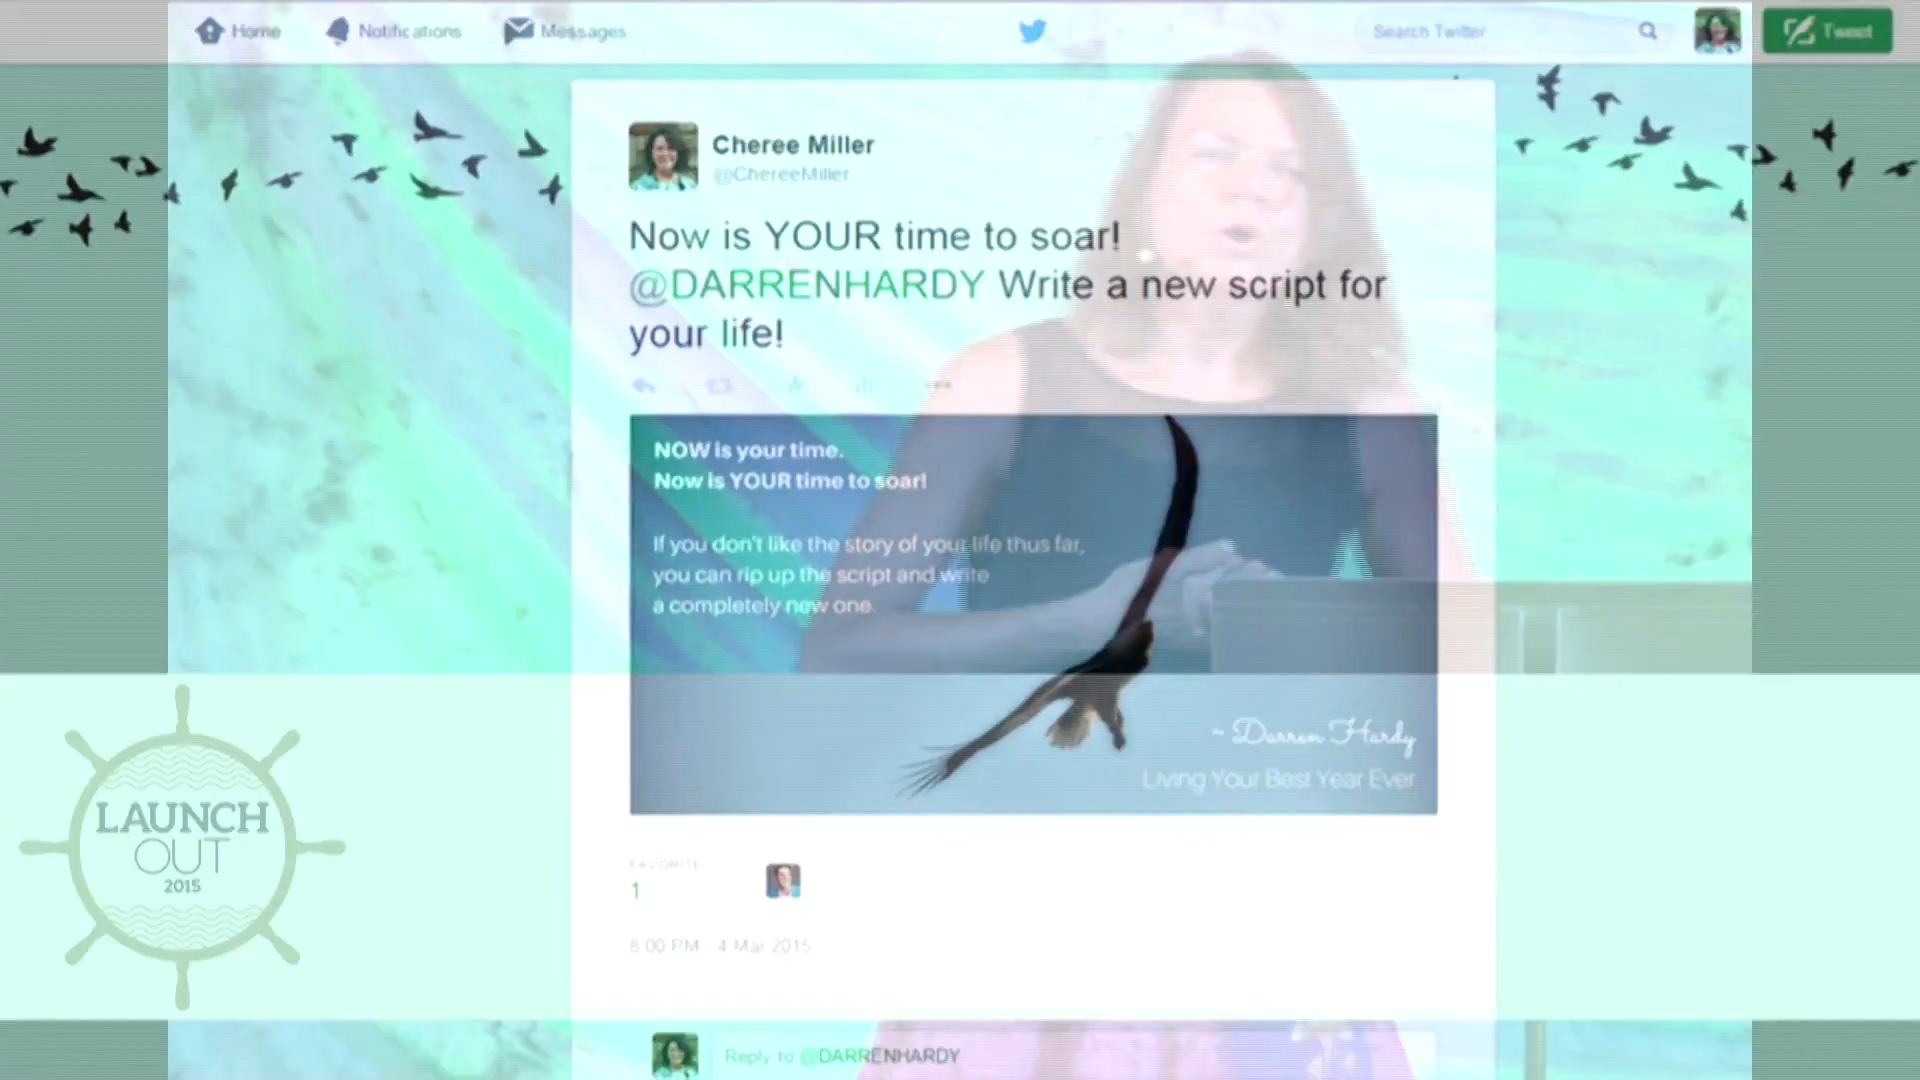 Home Notifications Messages Search Twitter Tweet
Cheree Miller
@ChereeMiller
Now is YOUR time to soar!
@DARRENHARDY Write a new script for
your life!
NOW is your time.
Now is YOUR time to soar!
If you don't like the story of your life thus far,
you can rip up the script and write
a completely new one.
~ Darren Hardy
Living Your Best Year Ever
LAUNCH
OUT
2015
FAVORITE
1
8:00 PM - 4 Mar 2015
Reply to @DARRENHARDY